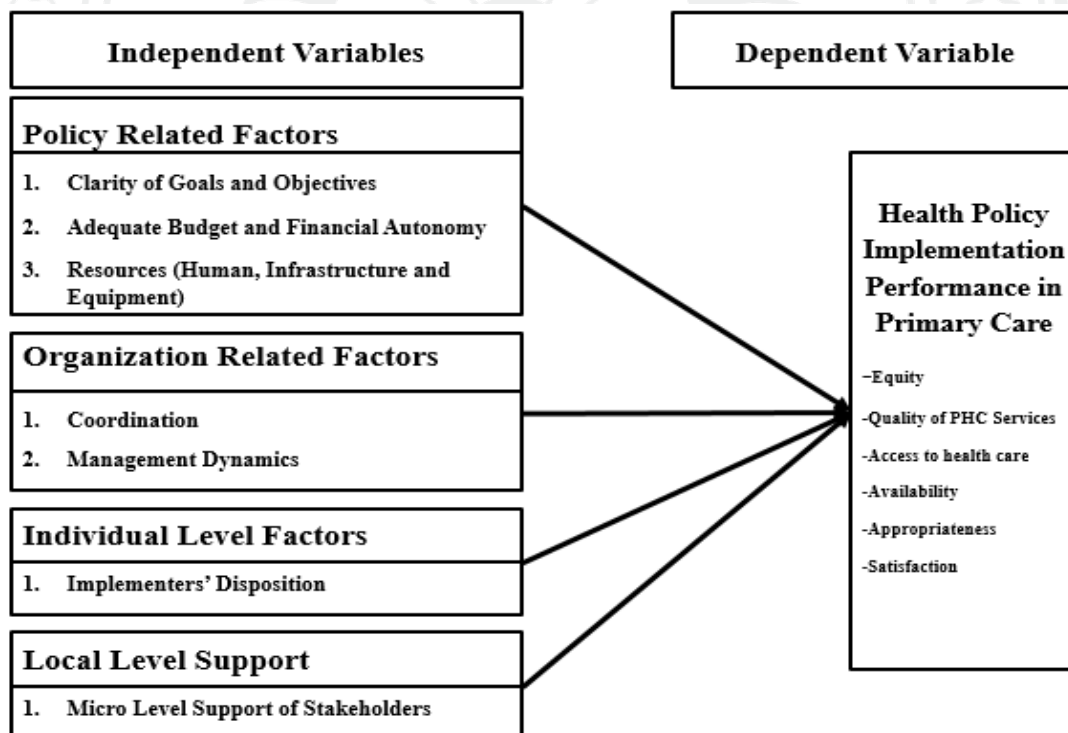 Independent Variables
Dependent Variable
Policy Related Factors
1. Clarity of Goals and Objectives
2. Adequate Budget and Financial Autonomy
3. Resources (Human, Infrastructure and
Equipment)
Organization Related Factors
1. Coordination
2. Management Dynamics
Individual Level Factors
1. Implementers' Disposition
Local Level Support
1. Micro Level Support of Stakeholders
Health Policy
Implementation
Performance in
Primary Care
-Equity
-Quality of PHC Services
-Access to health care
-Availability
-Appropriateness
-Satisfaction